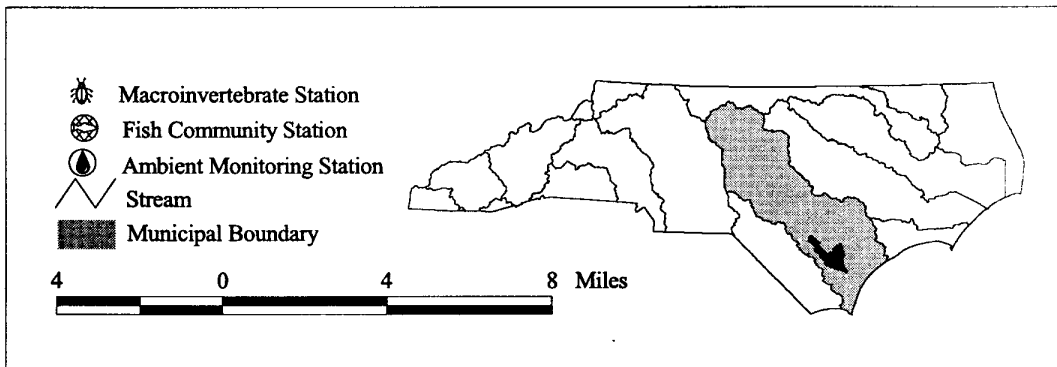 Macroinvertebrate Station
Fish Community Station
Ambient Monitoring Station
Stream
Municipal Boundary
4 0 4 8 Miles